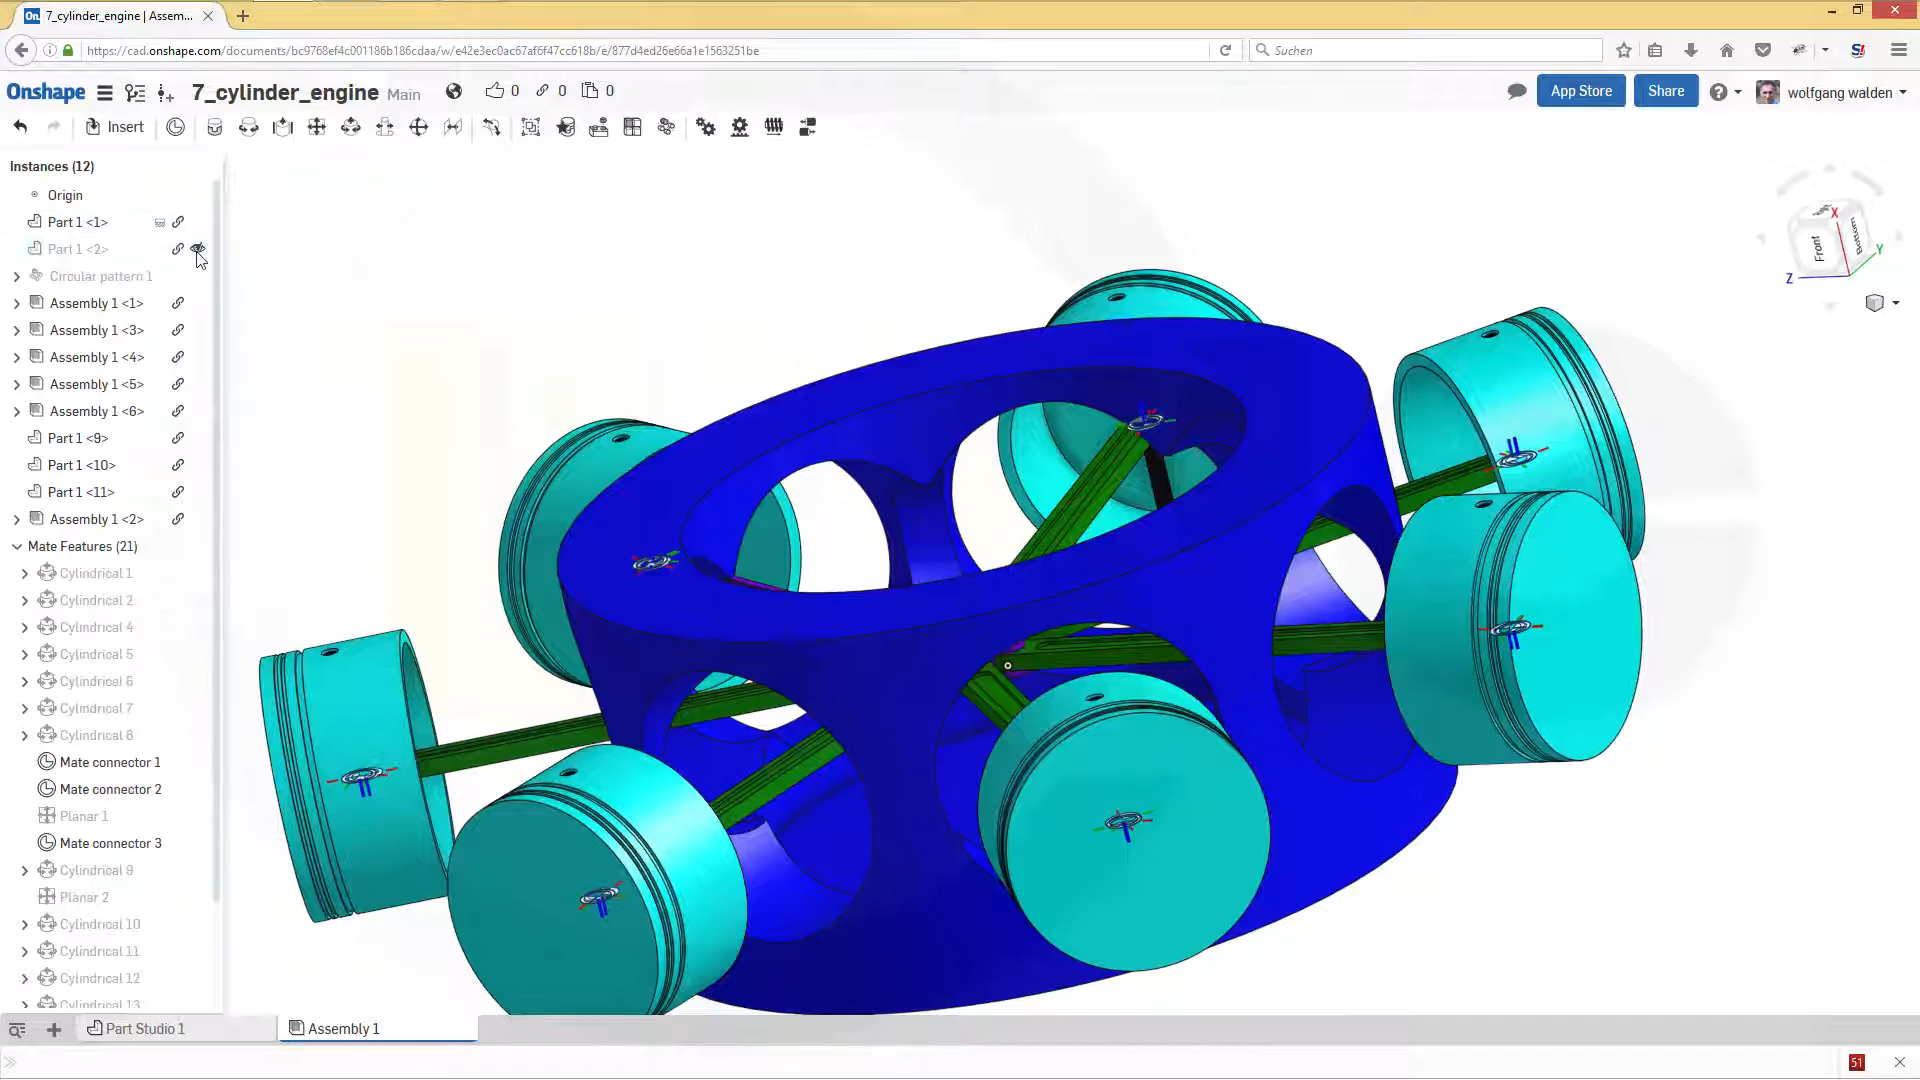 7_cylinder_engine | Assem...
https://cad.onshape.com/documents/bc9768ef4c001186b186cdaa/w/e42e3ec0ac67af6f47cc618b/e/877d4ed26e66a1e1563251be
Suchen
Onshape
7_cylinder_engine Main
0
0
0
App Store
Share
wolfgang walden
Insert
Instances (12)
Origin
Part 1 <1>
Part 1 <2>
Circular pattern 1
Assembly 1 <1>
Assembly 1 <3>
Assembly 1 <4>
Assembly 1 <5>
Assembly 1 <6>
Part 1 <9>
Part 1 <10>
Part 1 <11>
Assembly 1 <2>
Mate Features (21)
Cylindrical 1
Cylindrical 2
Cylindrical 4
Cylindrical 5
Cylindrical 6
Cylindrical 7
Cylindrical 8
Mate connector 1
Mate connector 2
Planar 1
Mate connector 3
Cylindrical 9
Planar 2
Cylindrical 10
Cylindrical 11
Cylindrical 12
Cylindrical 13
X
Y
Z
Front
Bottom
Part Studio 1
Assembly 1
51